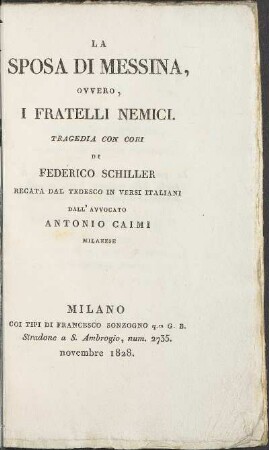 LA
SPOSA DI MESSINA,
OVVERO,
I FRATELLI NEMICI.
TRAGEDIA CON CORI
DI
FEDERICO SCHILLER
RECATA DAL TEDESCO IN VERSI ITALIANI
DALL' AVVOCATO
ANTONIO CAIMI
MILANESE
MILANO
COI TIPI DI FRANCESCO SONZOGNO q.m G. B.
Stradone a S. Ambrogio, num. 2735.
novembre 1828.